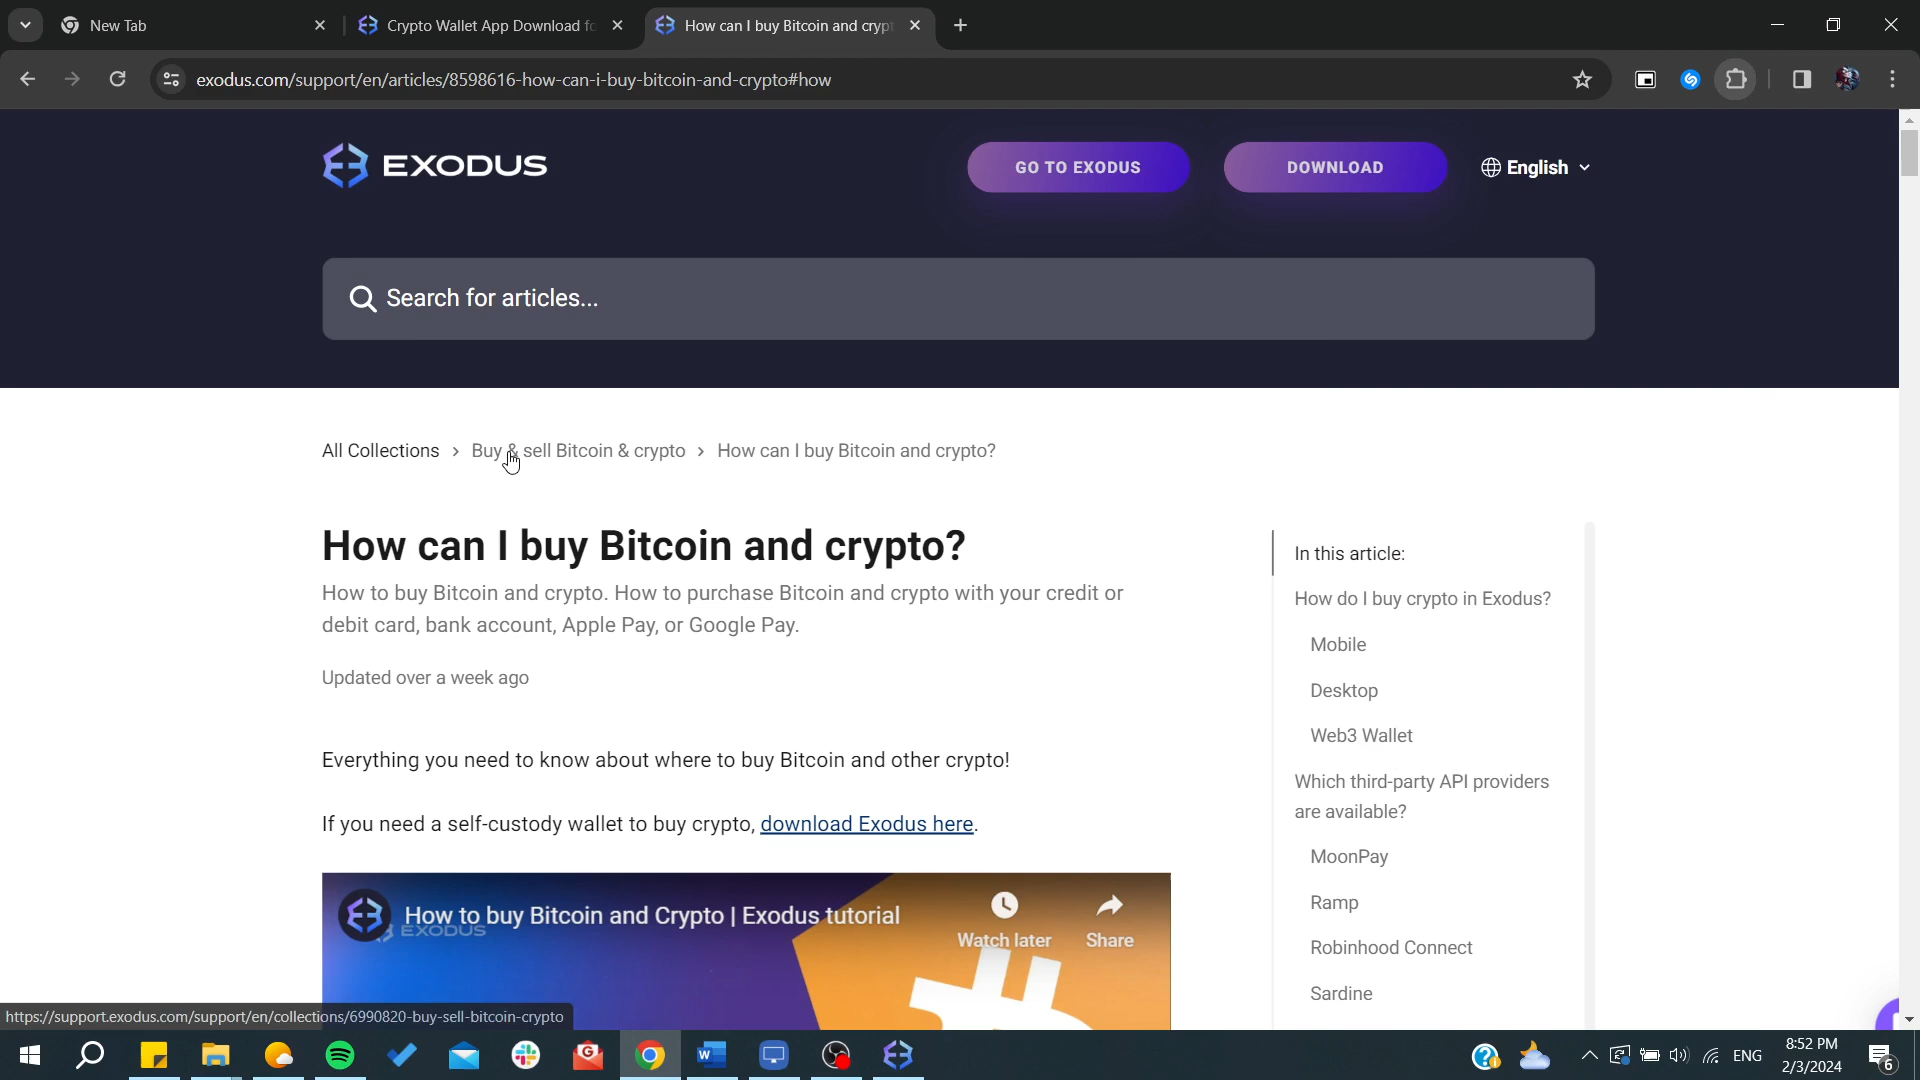 New Tab
Crypto Wallet App Download fo
How can I buy Bitcoin and crypt
exodus.com/support/en/articles/8598616-how-can-i-buy-bitcoin-and-crypto#how
EXODUS
GO TO EXODUS
DOWNLOAD
English
Search for articles...
All Collections > Buy & sell Bitcoin & crypto > How can I buy Bitcoin and crypto?
How can I buy Bitcoin and crypto?
How to buy Bitcoin and crypto. How to purchase Bitcoin and crypto with your credit or
debit card, bank account, Apple Pay, or Google Pay.
Updated over a week ago
Everything you need to know about where to buy Bitcoin and other crypto!
If you need a self-custody wallet to buy crypto, download Exodus here.
How to buy Bitcoin and Crypto | Exodus tutorial
EXODUS
Watch later
Share
In this article:
How do I buy crypto in Exodus?
Mobile
Desktop
Web3 Wallet
Which third-party API providers
are available?
MoonPay
Ramp
Robinhood Connect
Sardine
https://support.exodus.com/support/en/collections/6990820-buy-sell-bitcoin-crypto
ENG
8:52 PM
2/3/2024
6